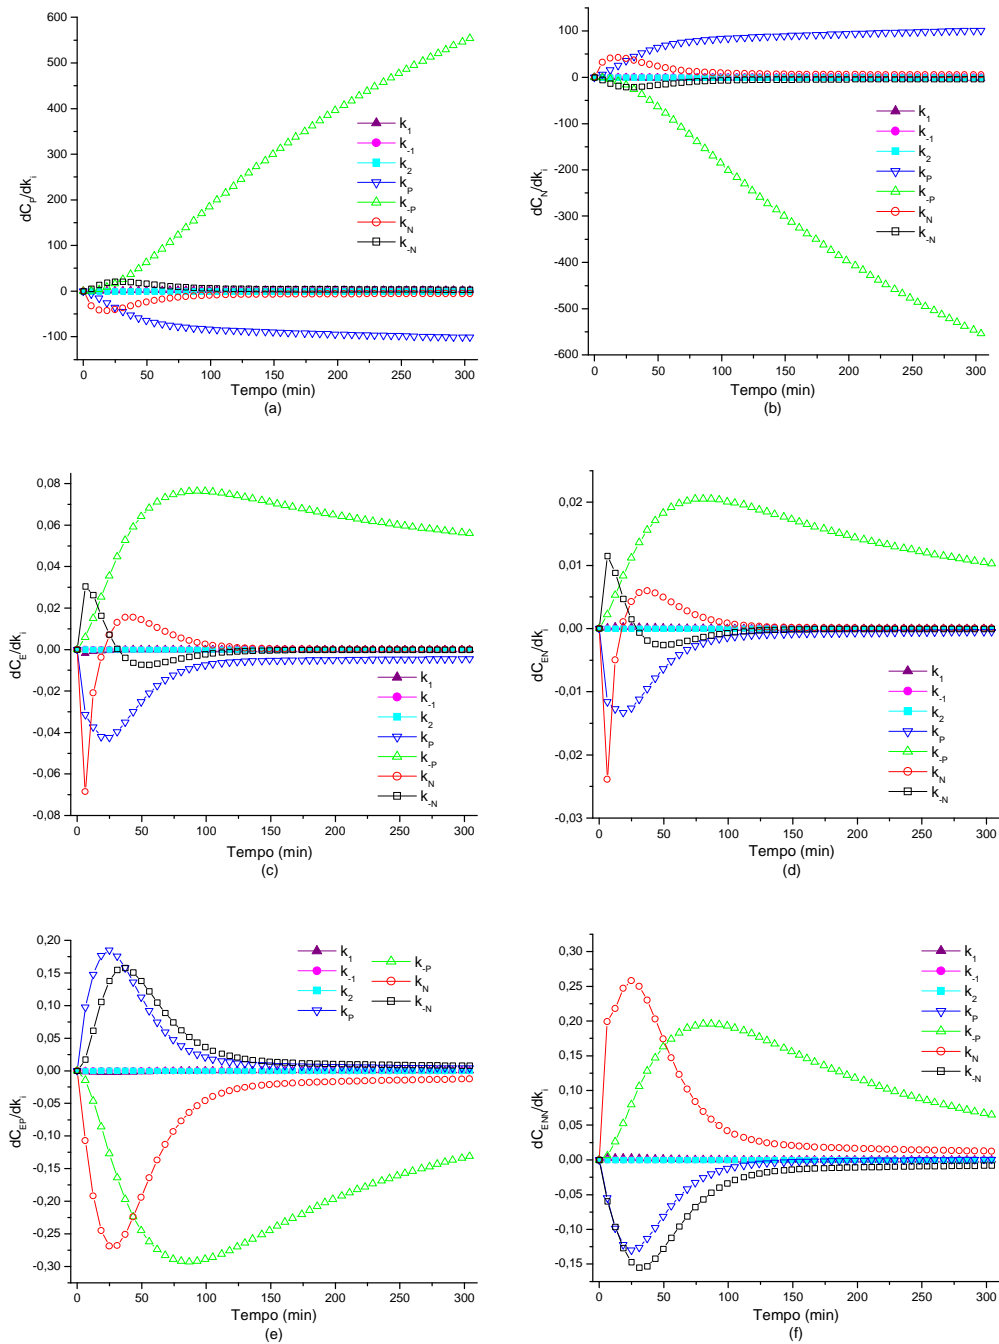 600
500
400
300
200
100
0
-100
dC_P/dk_i
k_1
k_-1
k_2
k_P
k_-P
k_N
k_-N
0 50 100 150 200 250 300
Tempo (min)
(a)
100
0
-100
-200
-300
-400
-500
-600
dC_N/dk_i
k_1
k_-1
k_2
k_P
k_-P
k_N
k_-N
0 50 100 150 200 250 300
Tempo (min)
(b)
0,08
0,06
0,04
0,02
0,00
-0,02
-0,04
-0,06
-0,08
dC_E/dk_i
k_1
k_-1
k_2
k_P
k_-P
k_N
k_-N
0 50 100 150 200 250 300
Tempo (min)
(c)
0,02
0,01
0,00
-0,01
-0,02
-0,03
dC_EN/dk_i
k_1
k_-1
k_2
k_P
k_-P
k_N
k_-N
0 50 100 150 200 250 300
Tempo (min)
(d)
0,20
0,15
0,10
0,05
0,00
-0,05
-0,10
-0,15
-0,20
-0,25
-0,30
dC_EP/dk_i
k_1
k_-1
k_2
k_P
k_-P
k_N
k_-N
0 50 100 150 200 250 300
Tempo (min)
(e)
0,30
0,25
0,20
0,15
0,10
0,05
0,00
-0,05
-0,10
-0,15
dC_ENN/dk_i
k_1
k_-1
k_2
k_P
k_-P
k_N
k_-N
0 50 100 150 200 250 300
Tempo (min)
(f)